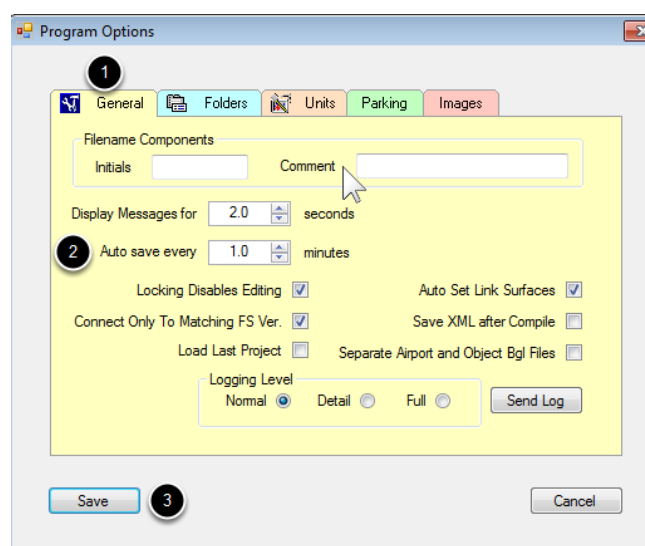 Program Options
1
General Folders Units Parking Images
Filename Components
Initials Comment
Display Messages for 2.0 seconds
2 Auto save every 1.0 minutes
Locking Disables Editing Auto Set Link Surfaces
Connect Only To Matching FS Ver. Save XML after Compile
Load Last Project Separate Airport and Object Bgl Files
Logging Level
Normal Detail Full Send Log
Save 3 Cancel